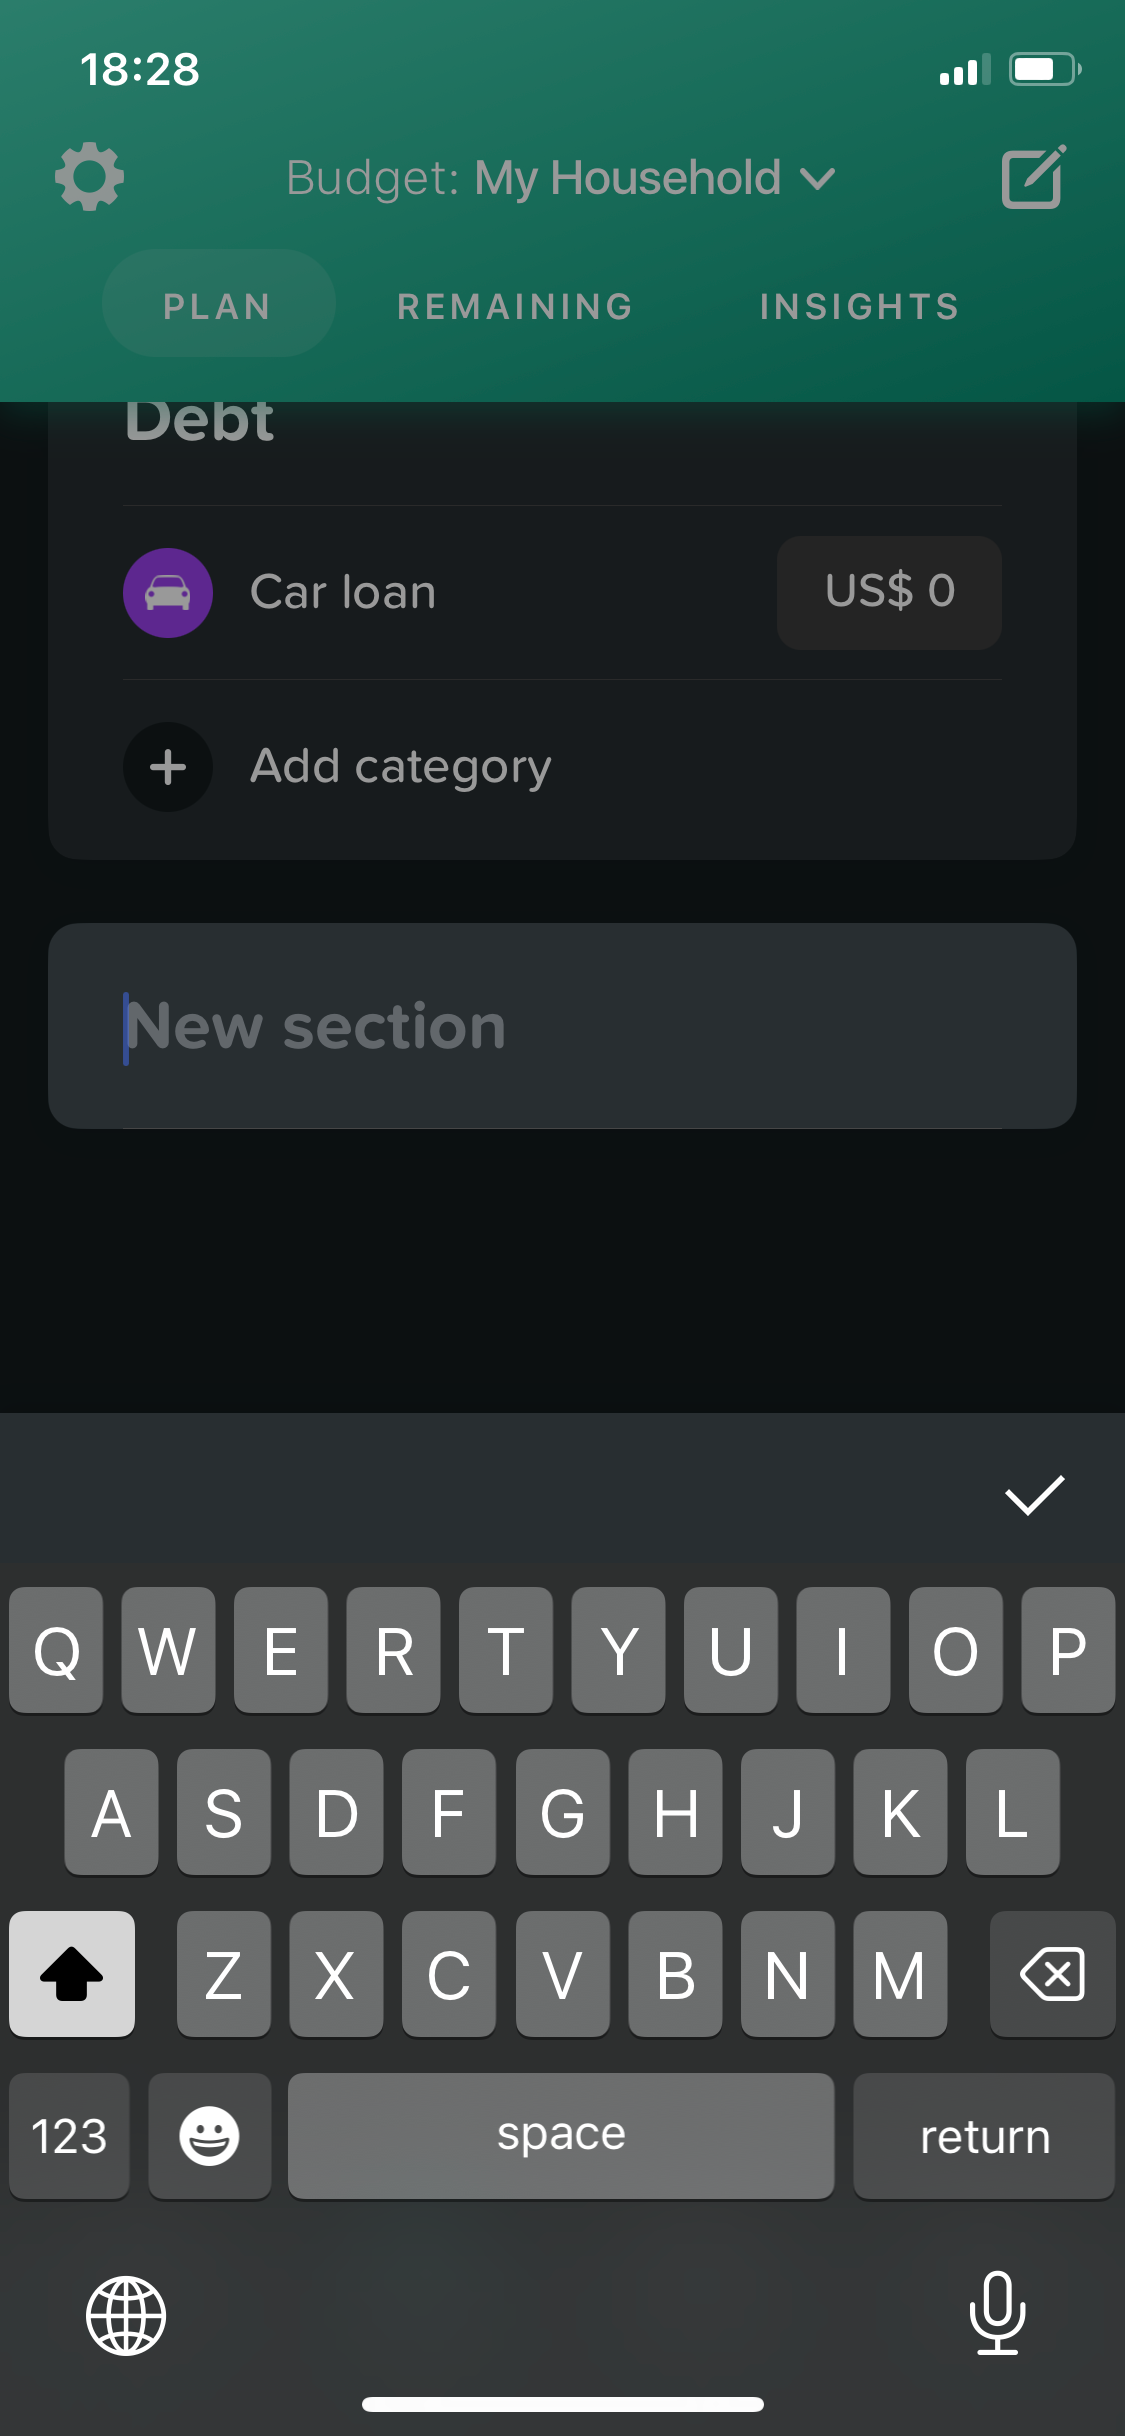 18:28
Budget: My Household
PLAN REMAINING INSIGHTS
Debt
Car loan US$ 0
Add category
New section
Q W E R T Y U I O P
A S D F G H J K L
Z X C V B N M
123 space return